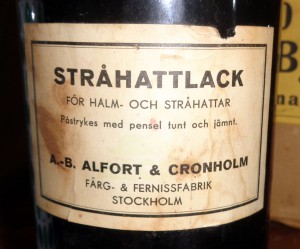 STRÅHATTLACK
FÖR HALM- OCH STRÅHATTAR
Påstrykes med pensel tunt och jämnt.
A.-B. ALFORT & CRONHOLM
FÄRG- & FERNISSFABRIK
STOCKHOLM